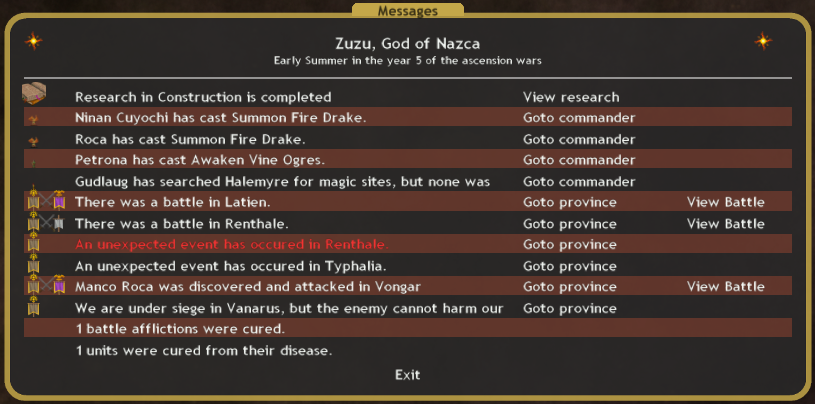 Messages
Zuzu, God of Nazca
Early Summer in the year 5 of the ascension wars
Research in Construction is completed View research
Ninan Cuyochi has cast Summon Fire Drake. Goto commander
Roca has cast Summon Fire Drake. Goto commander
Petrona has cast Awaken Vine Ogres. Goto commander
Gudlaug has searched Halemyre for magic sites, but none was Goto commander
There was a battle in Latien. Goto province View Battle
There was a battle in Renthale. Goto province View Battle
An unexpected event has occured in Renthale. Goto province
An unexpected event has occured in Typhalia. Goto province
Manco Roca was discovered and attacked in Vongar Goto province View Battle
We are under siege in Vanarus, but the enemy cannot harm our Goto province
1 battle afflictions were cured.
1 units were cured from their disease.
Exit